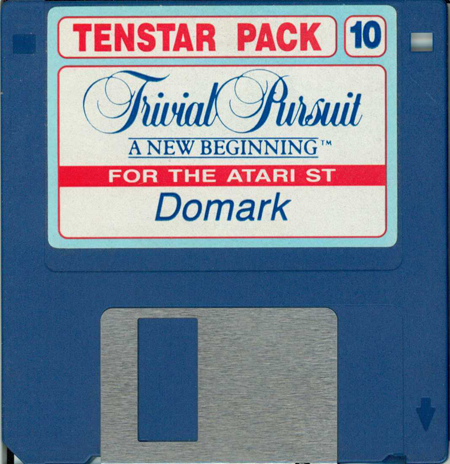 TENSTAR PACK 10
Trivial Pursuit
A NEW BEGINNING™
FOR THE ATARI ST
Domark